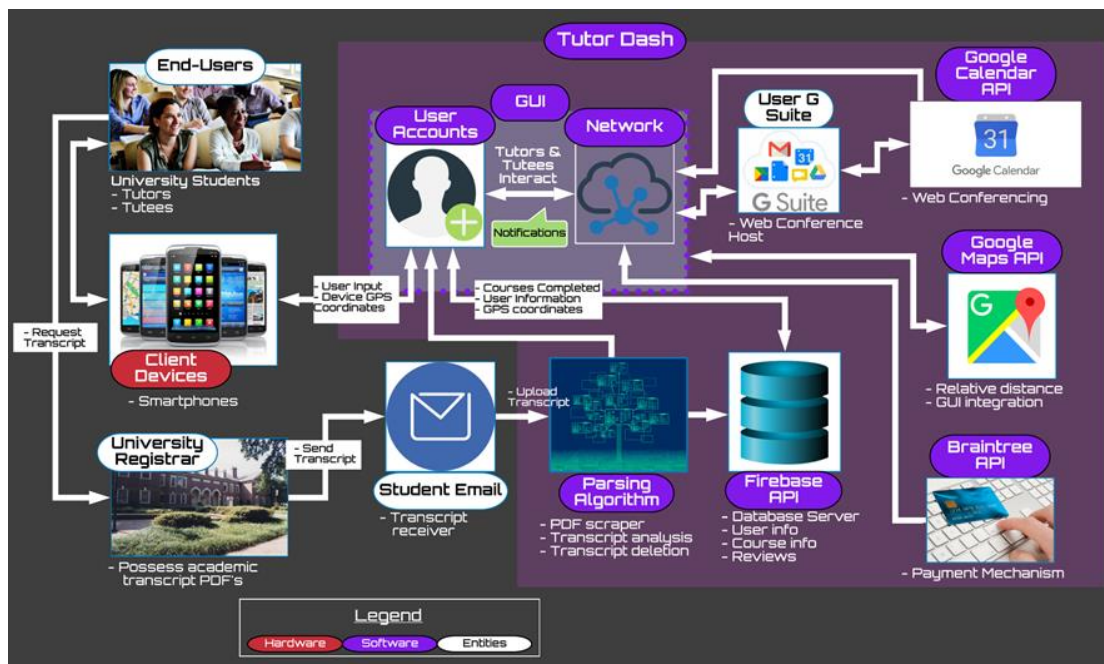 Tutor Dash
End-Users
University Students
- Tutors
- Tutees
GUI
User
Accounts
Network
Tutors &
Tutees
Interact
Notifications
User G
Suite
31
G Suite
- Web Conference
Host
Google
Calendar
API
31
Google Calendar
- Web Conferencing
- User Input
- Device GPS
Coordinates
- Courses Completed
- User Information
- GPS coordinates
Google
Maps API
G
- Relative distance
- GUI integration
- Request
Transcript
Client
Devices
- Smartphones
University
Registrar
- Possess academic
transcript PDF's
- Send
Transcript
Student Email
- Transcript
receiver
- Upload
Transcript
Parsing
Algorithm
- PDF scraper
- Transcript analysis
- Transcript deletion
Firebase
API
- Database Server
- User info
- Course info
- Reviews
Braintree
API
- Payment Mechanism
Legend
Hardware
Software
Entities